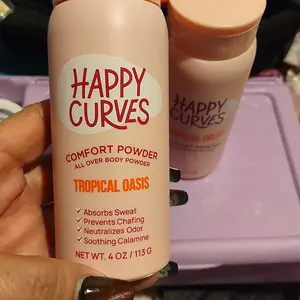 HAPPY
CURVES
COMFORT POWDER
ALL OVER BODY POWDER
TROPICAL OASIS
✓ Absorbs Sweat
✓ Prevents Chafing
✓ Neutralizes Odor
✓ Soothing Calamine
NET WT. 4 OZ / 113 G
HAPPY
CURVES